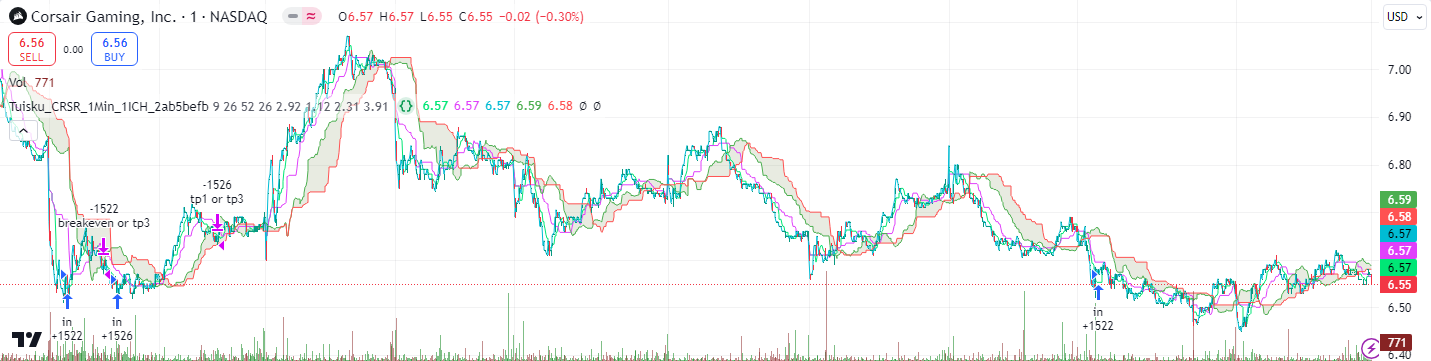 Corsair Gaming, Inc. · 1 · NASDAQ O6.57 H6.57 L6.55 C6.55 −0.02 (−0.30%)
USD
6.56 SELL
0.00
6.56 BUY
Vol 771
Tuisku_CRSR_1Min_1ICH_2ab5befb 9 26 52 26 2.92 1.12 2.31 3.91 6.57 6.57 6.57 6.59 6.58 Ø Ø
-1526
tp1 or tp3
-1522
breakeven or tp3
in
+1522
in
+1526
in
+1522
7.00
6.90
6.80
6.59
6.58
6.57
6.57
6.57
6.55
6.50
771
6.40